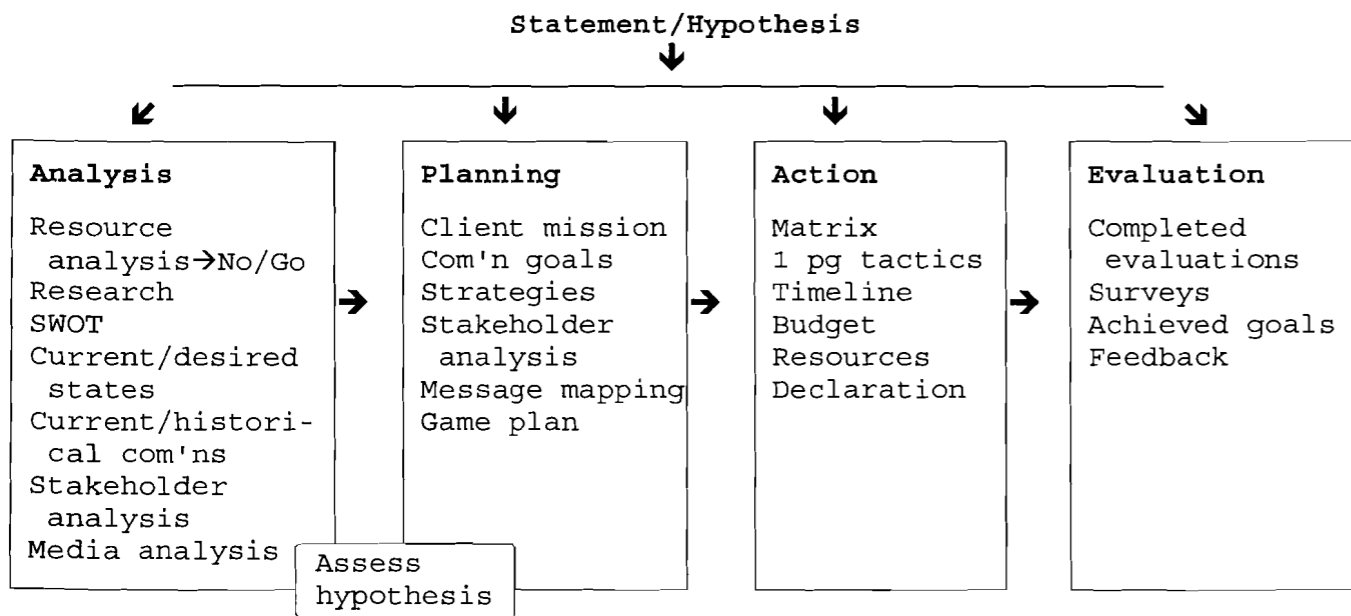 Statement/Hypothesis
Analysis
Resource
analysis→No/Go
Research
SWOT
Current/desired
states
Current/histori-
cal com'ns
Stakeholder
analysis
Media analysis
Assess
hypothesis
Planning
Client mission
Com'n goals
Strategies
Stakeholder
analysis
Message mapping
Game plan
Action
Matrix
1 pg tactics
Timeline
Budget
Resources
Declaration
Evaluation
Completed
evaluations
Surveys
Achieved goals
Feedback